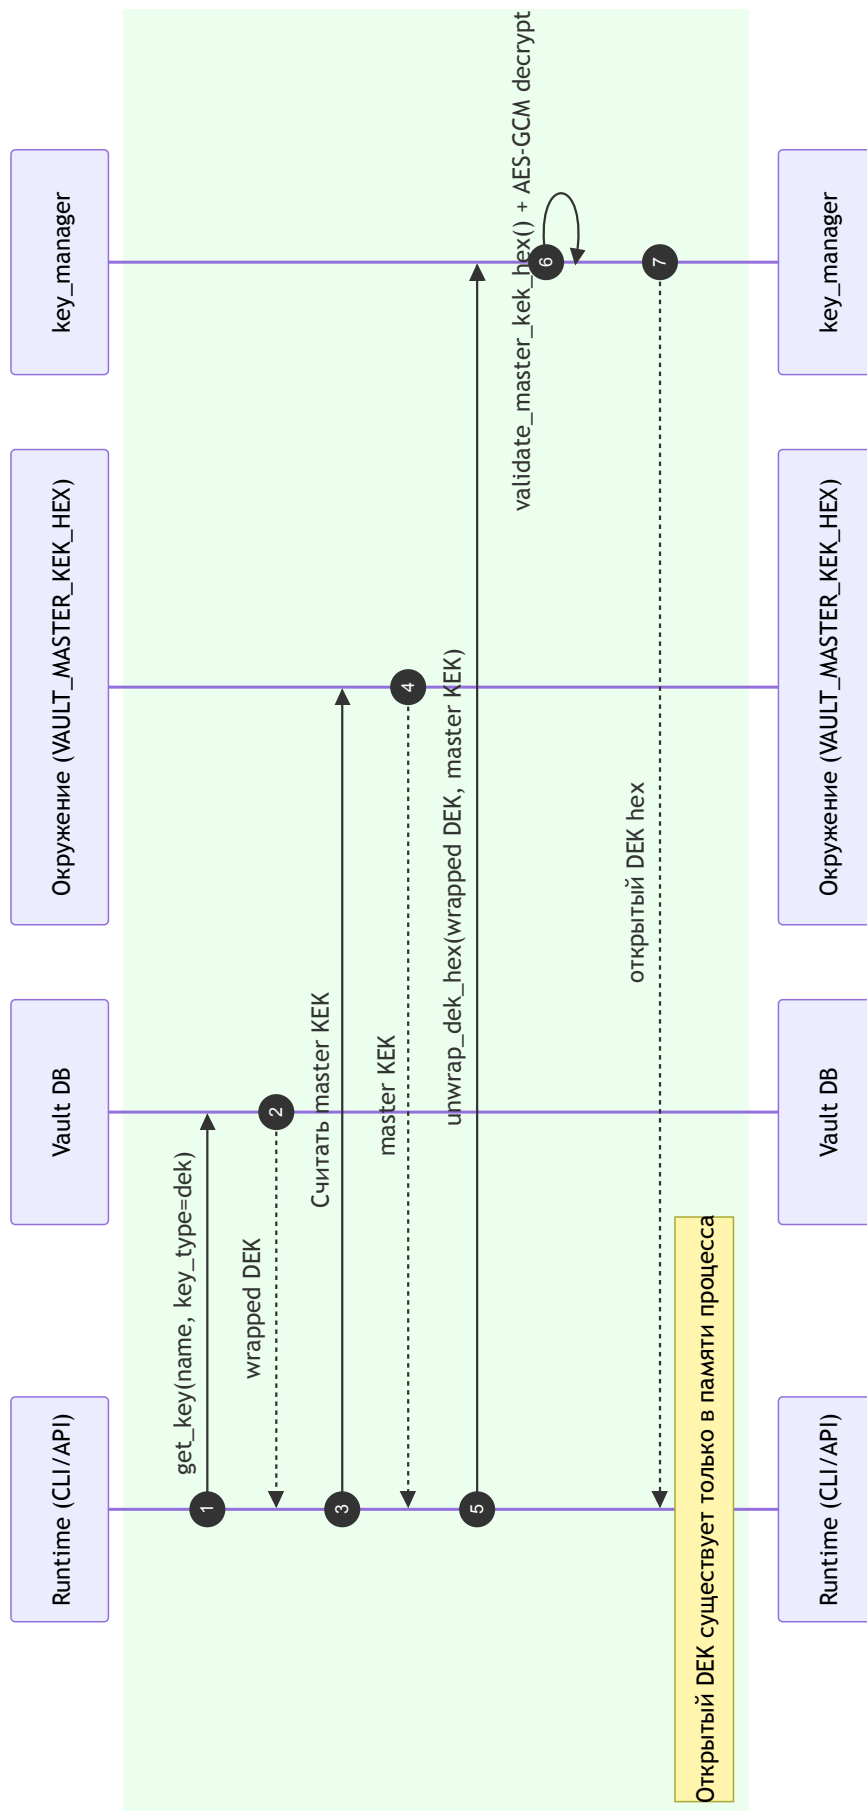 Runtime (CLI/API)
Vault DB
Окружение (VAULT_MASTER_KEK_HEX)
key_manager
get_key(name, key_type=dek)
1
wrapped DEK
2
Считать master KEK
3
master KEK
4
unwrap_dek_hex(wrapped DEK, master KEK)
5
validate_master_kek_hex() + AES-GCM decrypt
6
открытый DEK hex
7
Открытый DEK существует только в памяти процесса
Runtime (CLI/API)
Vault DB
Окружение (VAULT_MASTER_KEK_HEX)
key_manager